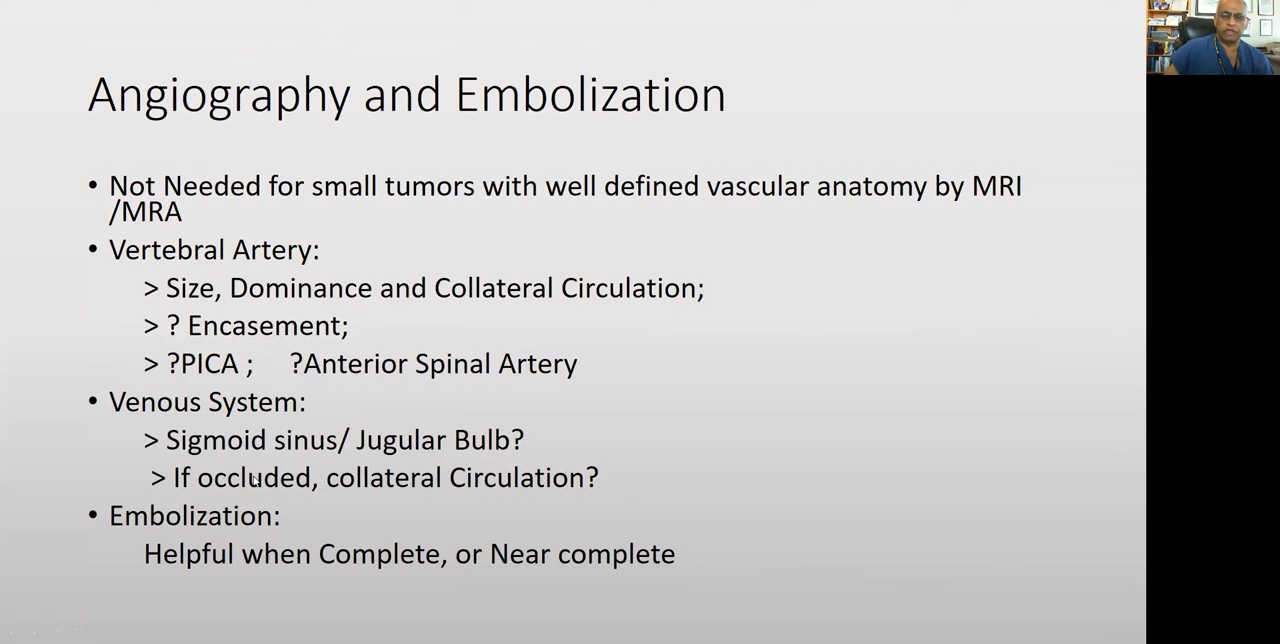 Angiography and Embolization
• Not Needed for small tumors with well defined vascular anatomy by MRI
/MRA
• Vertebral Artery:
> Size, Dominance and Collateral Circulation;
> ? Encasement;
> ?PICA ; ?Anterior Spinal Artery
• Venous System:
> Sigmoid sinus/ Jugular Bulb?
> If occluded, collateral Circulation?
• Embolization:
Helpful when Complete, or Near complete